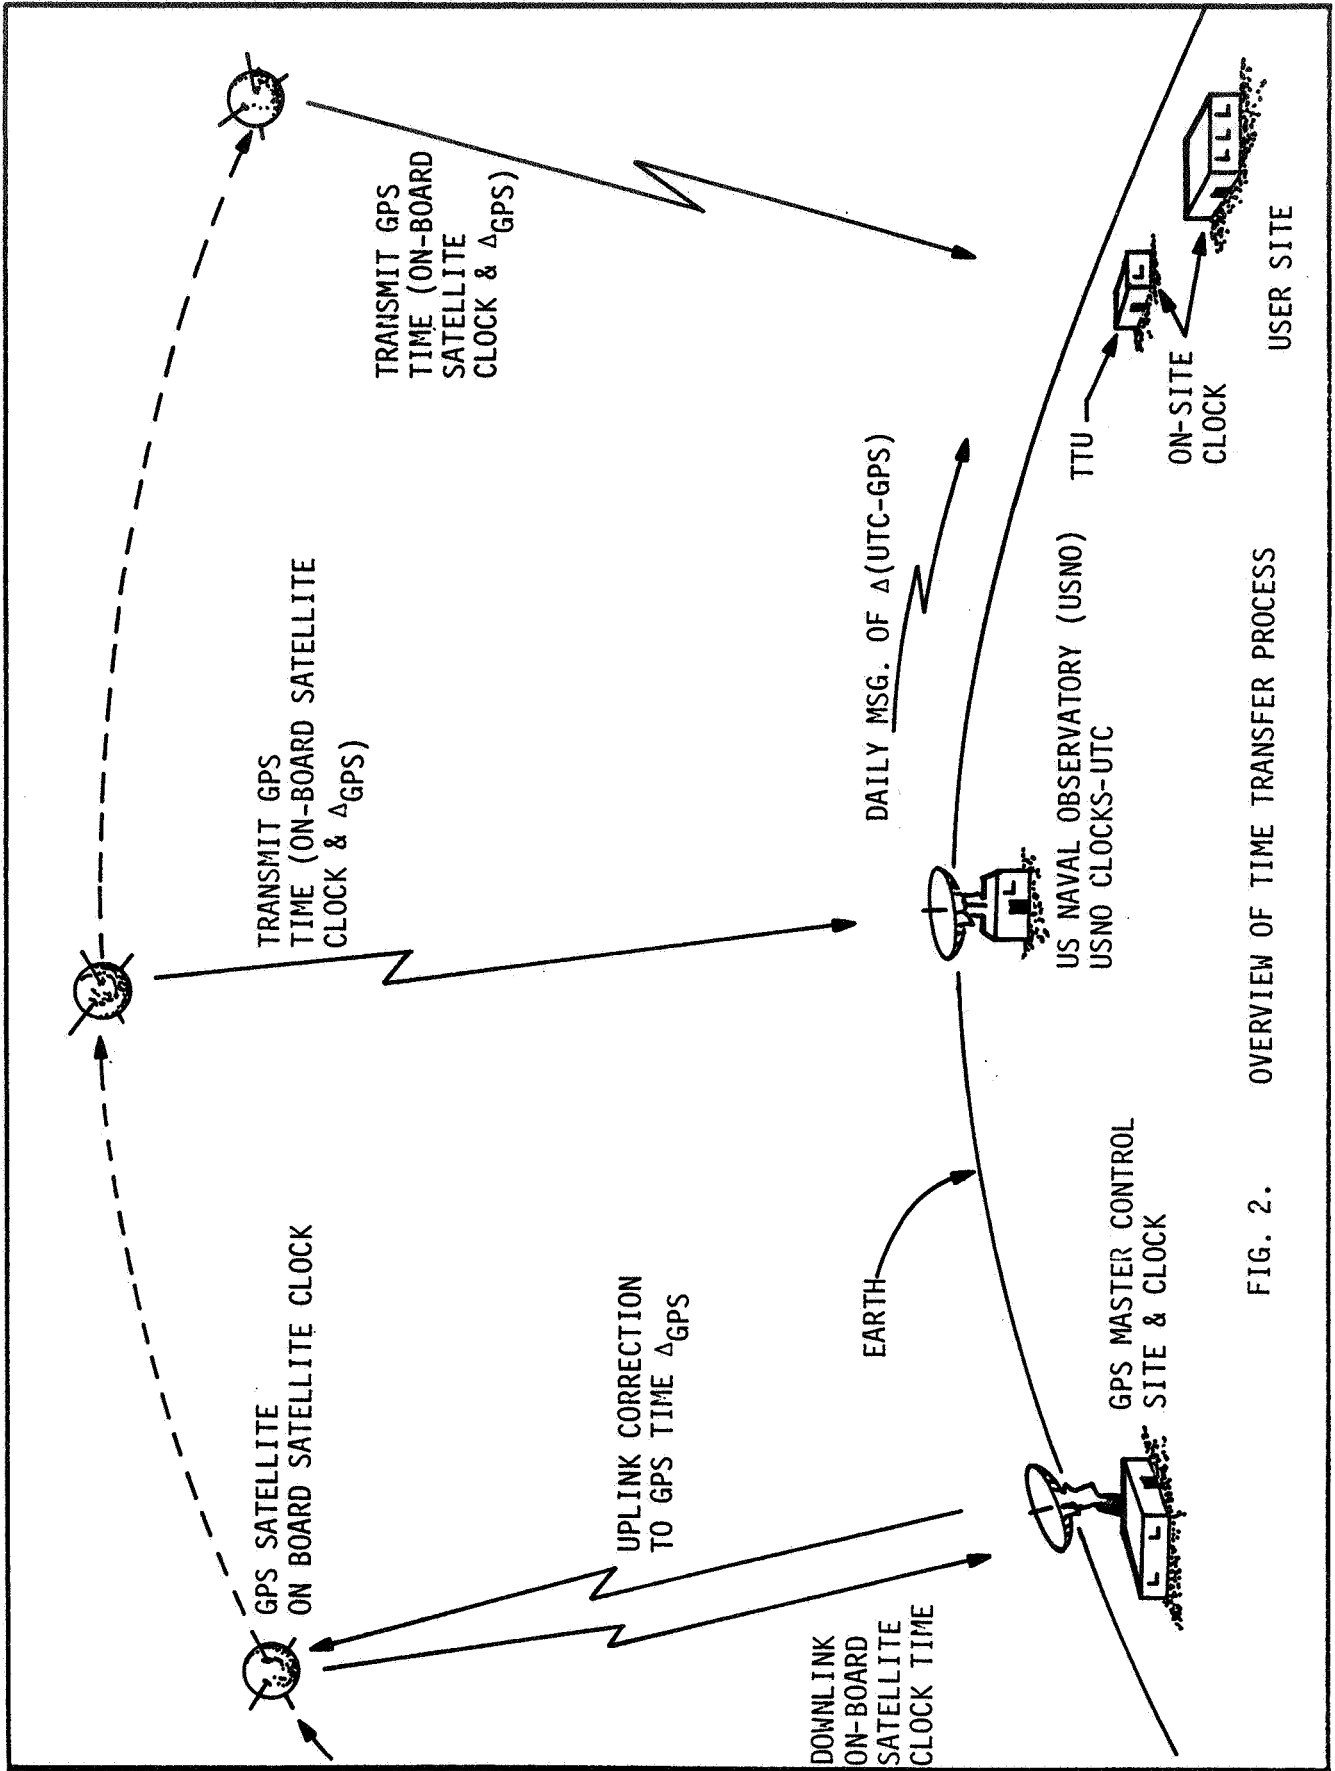 GPS SATELLITE
ON BOARD SATELLITE CLOCK
TRANSMIT GPS
TIME (ON-BOARD SATELLITE
CLOCK & ΔGPS)
TRANSMIT GPS
TIME (ON-BOARD
SATELLITE
CLOCK & ΔGPS)
UPLINK CORRECTION
TO GPS TIME ΔGPS
DOWNLINK
ON-BOARD
SATELLITE
CLOCK TIME
EARTH
DAILY MSG. OF Δ(UTC-GPS)
GPS MASTER CONTROL
SITE & CLOCK
US NAVAL OBSERVATORY (USNO)
USNO CLOCKS-UTC
TTU
ON-SITE
CLOCK
USER SITE
FIG. 2. OVERVIEW OF TIME TRANSFER PROCESS